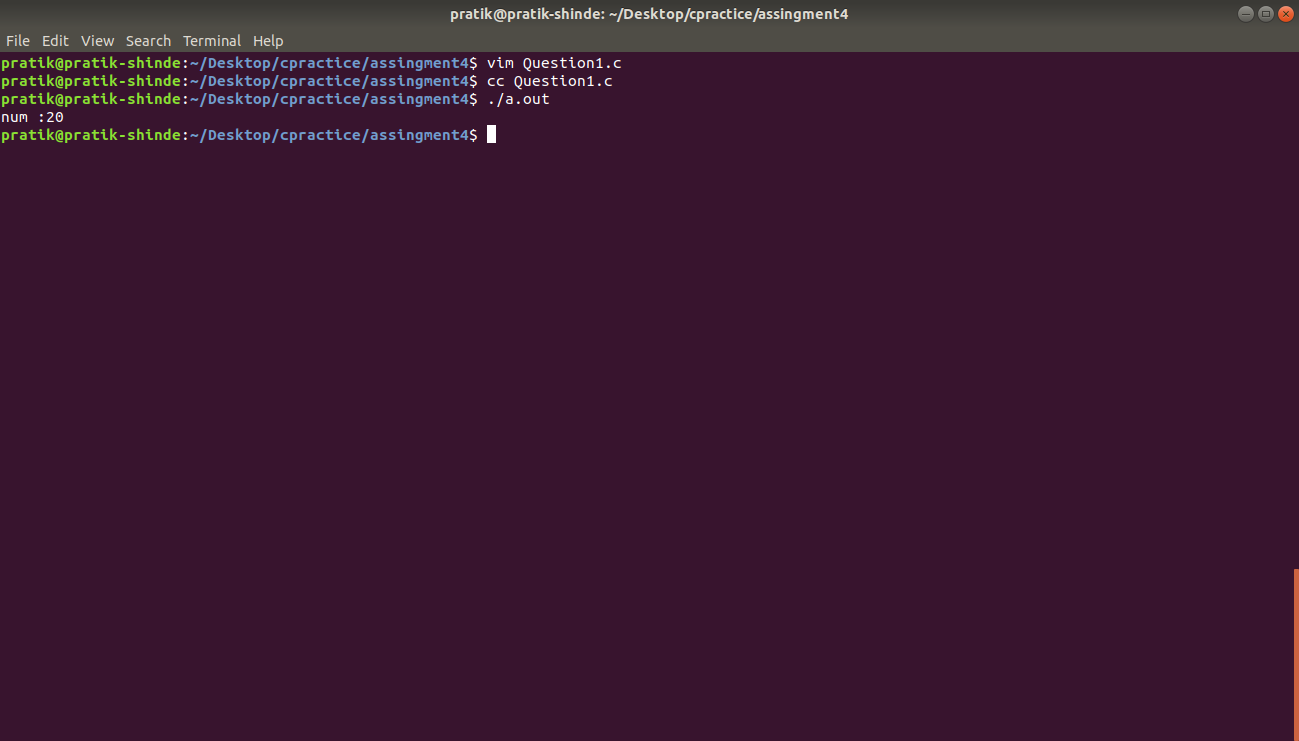 pratik@pratik-shinde: ~/Desktop/cpractice/assingment4
File Edit View Search Terminal Help
pratik@pratik-shinde:~/Desktop/cpractice/assingment4$ vim Question1.c
pratik@pratik-shinde:~/Desktop/cpractice/assingment4$ cc Question1.c
pratik@pratik-shinde:~/Desktop/cpractice/assingment4$ ./a.out
num :20
pratik@pratik-shinde:~/Desktop/cpractice/assingment4$